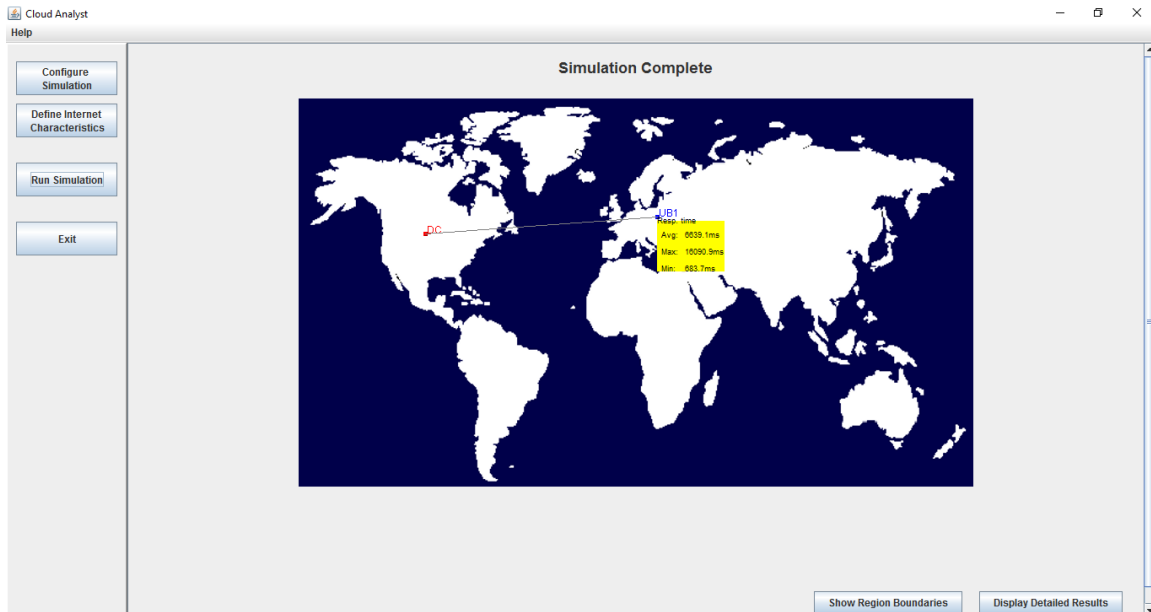 Cloud Analyst
Help
Configure
Simulation
Define Internet
Characteristics
Run Simulation
Exit
Simulation Complete
DC
UB1
Resp. time
Avg: 6639.1ms
Max: 16090.9ms
Min: 683.7ms
Show Region Boundaries
Display Detailed Results